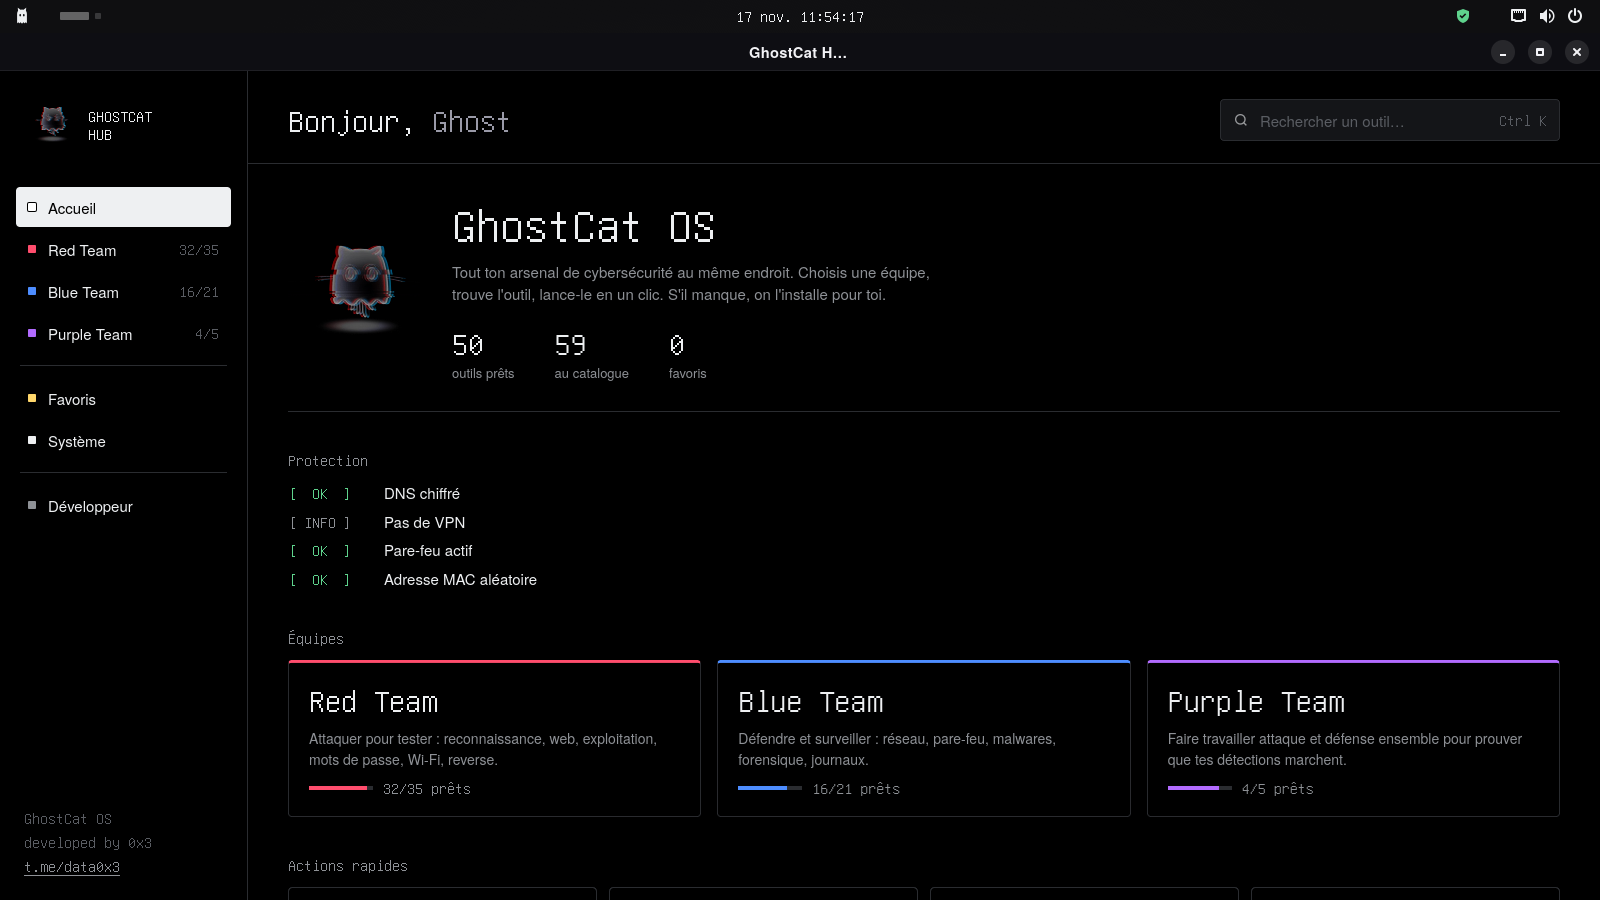 17 nov. 11:54:17
GhostCat H...
GHOSTCAT
HUB
Accueil
Red Team 32/35
Blue Team 16/21
Purple Team 4/5
Favoris
Système
Développeur
GhostCat OS
developed by 0x3
t.me/data0x3
Bonjour, Ghost
Rechercher un outil… Ctrl K
GhostCat OS
Tout ton arsenal de cybersécurité au même endroit. Choisis une équipe,
trouve l'outil, lance-le en un clic. S'il manque, on l'installe pour toi.
50 59 0
outils prêts au catalogue favoris
Protection
[ OK ] DNS chiffré
[ INFO ] Pas de VPN
[ OK ] Pare-feu actif
[ OK ] Adresse MAC aléatoire
Équipes
Red Team
Attaquer pour tester : reconnaissance, web, exploitation,
mots de passe, Wi-Fi, reverse.
32/35 prêts
Blue Team
Défendre et surveiller : réseau, pare-feu, malwares,
forensique, journaux.
16/21 prêts
Purple Team
Faire travailler attaque et défense ensemble pour prouver
que tes détections marchent.
4/5 prêts
Actions rapides